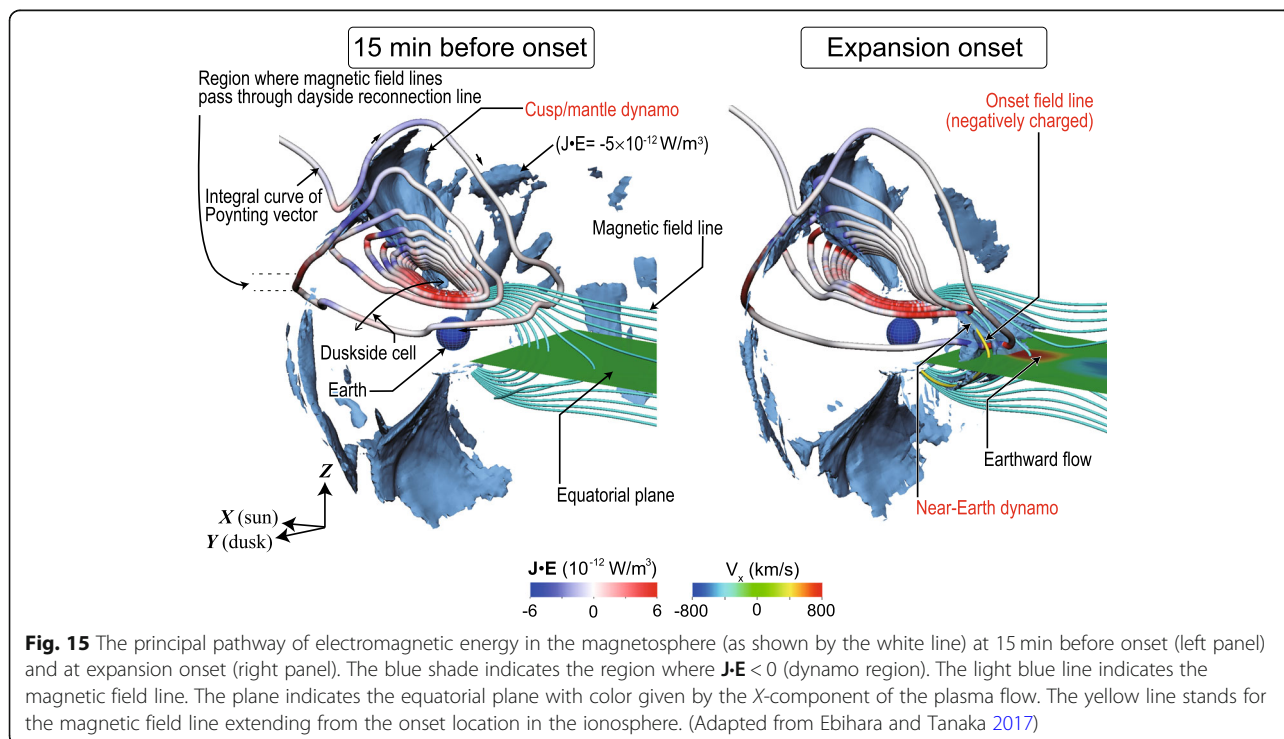 15 min before onset
Expansion onset
Region where magnetic field lines
pass through dayside reconnection line
Cusp/mantle dynamo
(J•E= -5×10⁻¹² W/m³)
Integral curve of
Poynting vector
Magnetic field line
Duskside cell
Earth
Equatorial plane
Z
X (sun)
Y (dusk)
Onset field line
(negatively charged)
Earthward flow
Near-Earth dynamo
J•E (10⁻¹² W/m³)
-6 0 6
Vₓ (km/s)
-800 0 800
Fig. 15 The principal pathway of electromagnetic energy in the magnetosphere (as shown by the white line) at 15 min before onset (left panel)
and at expansion onset (right panel). The blue shade indicates the region where J·E < 0 (dynamo region). The light blue line indicates the
magnetic field line. The plane indicates the equatorial plane with color given by the X-component of the plasma flow. The yellow line stands for
the magnetic field line extending from the onset location in the ionosphere. (Adapted from Ebihara and Tanaka 2017)